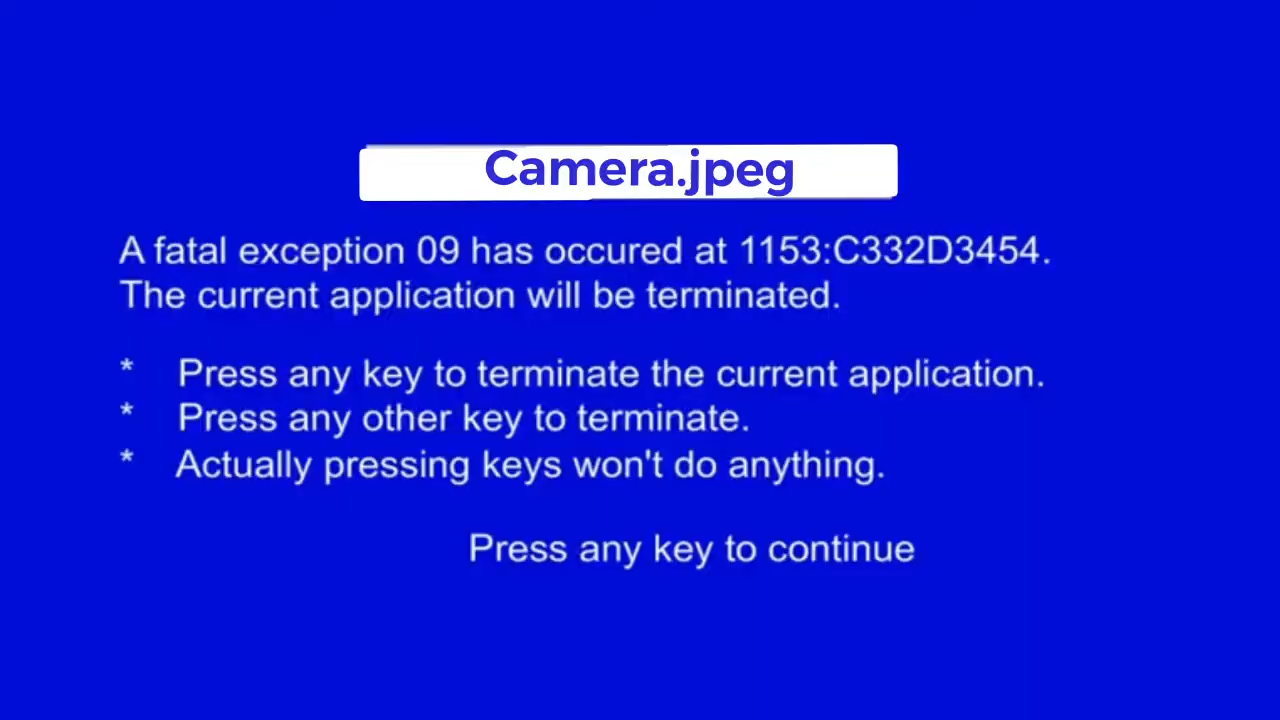 Camera.jpeg
A fatal exception 09 has occured at 1153:C332D3454.
The current application will be terminated.
* Press any key to terminate the current application.
* Press any other key to terminate.
* Actually pressing keys won't do anything.
Press any key to continue